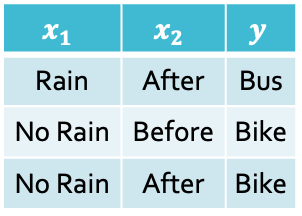 x₁ x₂ y
Rain After Bus
No Rain Before Bike
No Rain After Bike